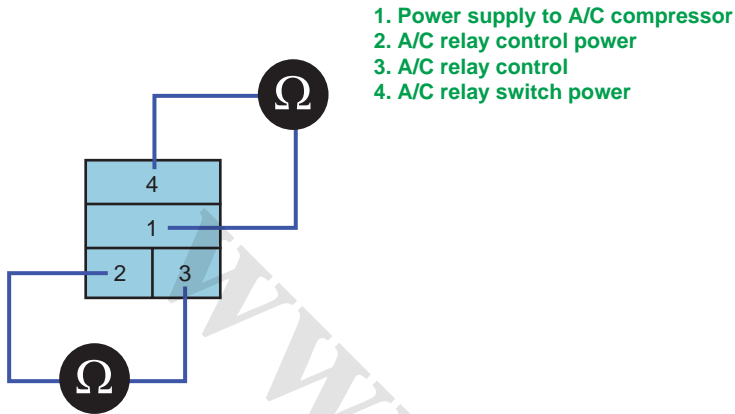 1. Power supply to A/C compressor
2. A/C relay control power
3. A/C relay control
4. A/C relay switch power
Ω
4
1
2 3
Ω
WW